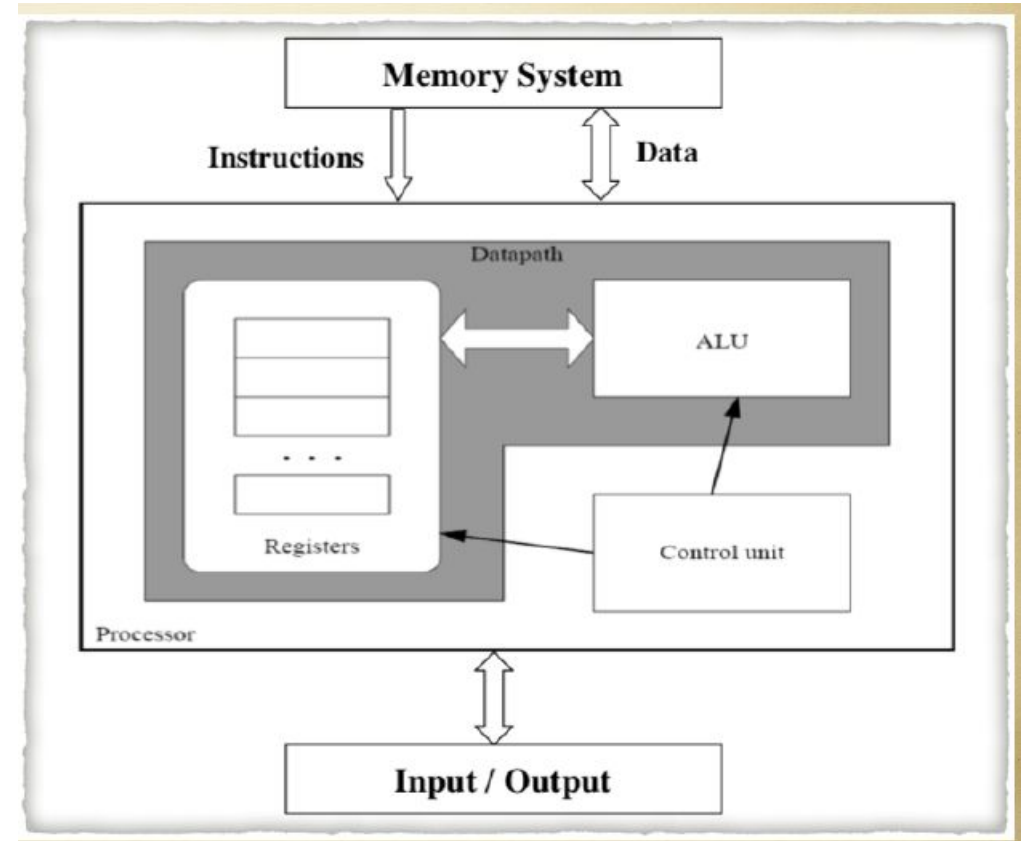 Memory System
Instructions
Data
Datapath
ALU
. . .
Registers
Control unit
Processor
Input / Output